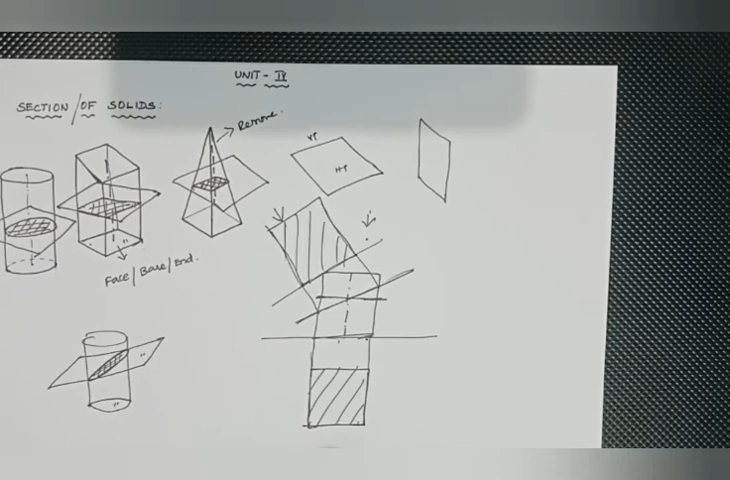 UNIT - IV
SECTION / OF SOLIDS:
Remove.
VP
HP
Face / Base / End.